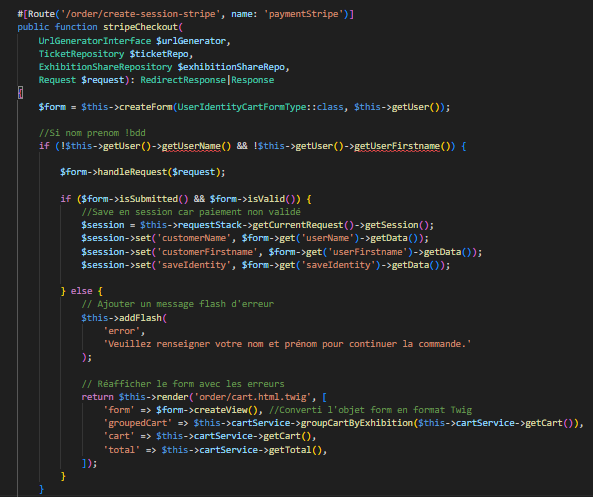 #[Route('/order/create-session-stripe', name: 'paymentStripe')]
public function stripeCheckout(
    UrlGeneratorInterface $urlGenerator,
    TicketRepository $ticketRepo,
    ExhibitionShareRepository $exhibitionShareRepo,
    Request $request): RedirectResponse|Response
{
    $form = $this->createForm(UserIdentityCartFormType::class, $this->getUser());

    //Si nom prenom !bdd
    if (!$this->getUser()->getUserName() && !$this->getUser()->getUserFirstname()) {

        $form->handleRequest($request);

        if ($form->isSubmitted() && $form->isValid()) {
            //Save en session car paiement non validé
            $session = $this->requestStack->getCurrentRequest()->getSession();
            $session->set('customerName', $form->get('userName')->getData());
            $session->set('customerFirstname', $form->get('userFirstname')->getData());
            $session->set('saveIdentity', $form->get('saveIdentity')->getData());

        } else {
            // Ajouter un message flash d'erreur
            $this->addFlash(
                'error',
                'Veuillez renseigner votre nom et prénom pour continuer la commande.'
            );

            // Réafficher le form avec les erreurs
            return $this->render('order/cart.html.twig', [
                'form' => $form->createView(), //Converti l'objet form en format Twig
                'groupedCart' => $this->cartService->groupCartByExhibition($this->cartService->getCart()),
                'cart' => $this->cartService->getCart(),
                'total' => $this->cartService->getTotal(),
            ]);
        }
    }